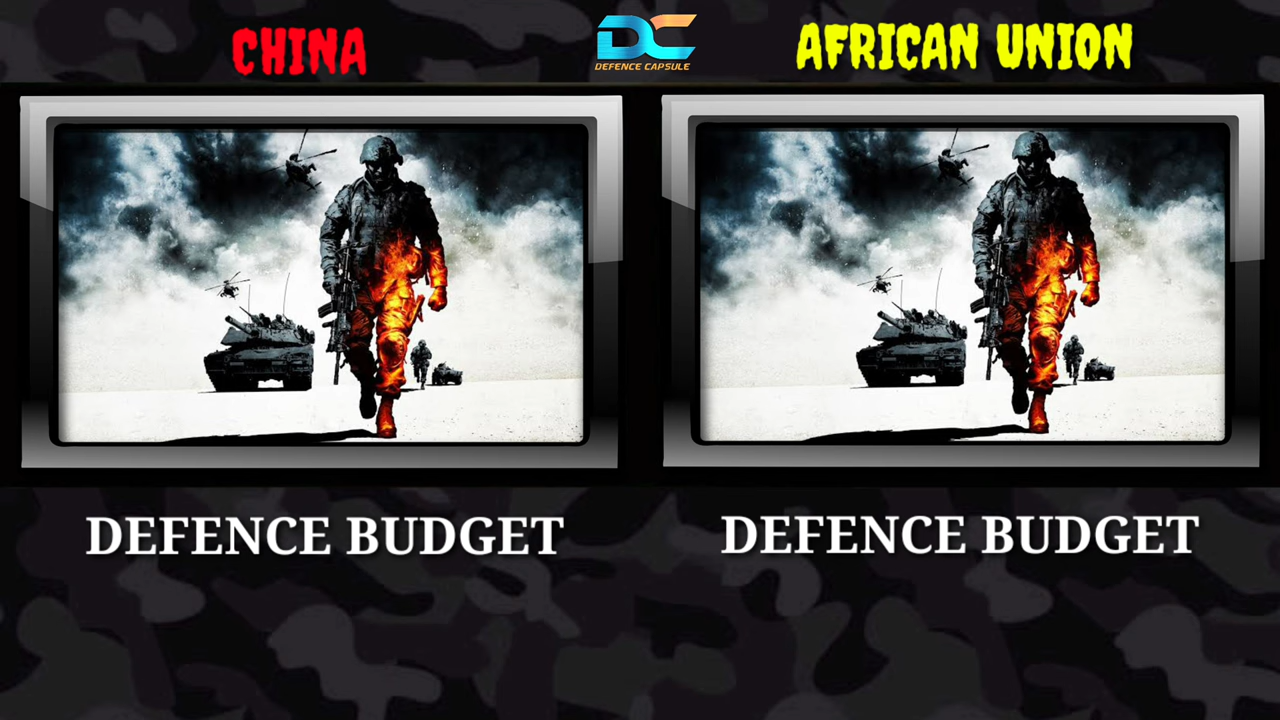 CHINA
DC
DEFENCE CAPSULE
AFRICAN UNION
DEFENCE BUDGET
DEFENCE BUDGET